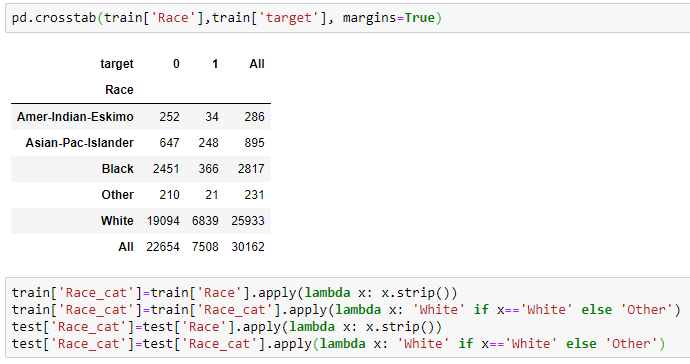 pd.crosstab(train['Race'],train['target'], margins=True)
target 0 1 All
Race
Amer-Indian-Eskimo 252 34 286
Asian-Pac-Islander 647 248 895
Black 2451 366 2817
Other 210 21 231
White 19094 6839 25933
All 22654 7508 30162
train['Race_cat']=train['Race'].apply(lambda x: x.strip())
train['Race_cat']=train['Race_cat'].apply(lambda x: 'White' if x=='White' else 'Other')
test['Race_cat']=test['Race'].apply(lambda x: x.strip())
test['Race_cat']=test['Race_cat'].apply(lambda x: 'White' if x=='White' else 'Other')